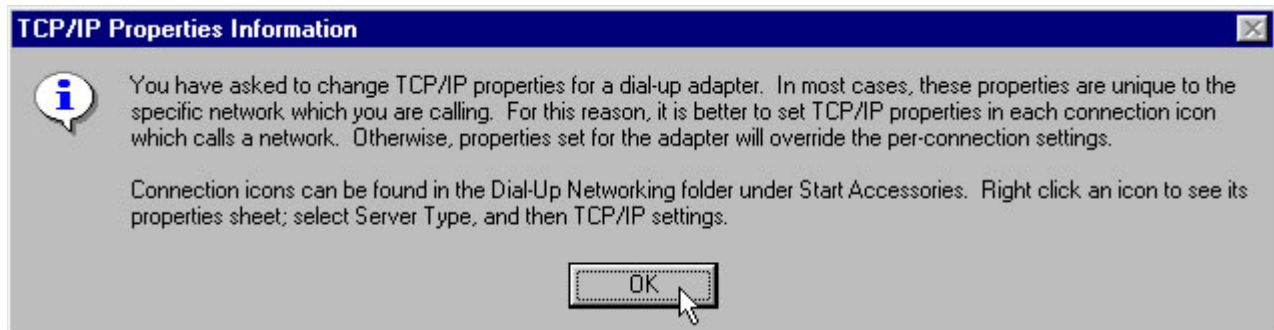 TCP/IP Properties Information
You have asked to change TCP/IP properties for a dial-up adapter.  In most cases, these properties are unique to the
specific network which you are calling.  For this reason, it is better to set TCP/IP properties in each connection icon
which calls a network.  Otherwise, properties set for the adapter will override the per-connection settings.
Connection icons can be found in the Dial-Up Networking folder under Start Accessories.  Right click an icon to see its
properties sheet; select Server Type, and then TCP/IP settings.
OK